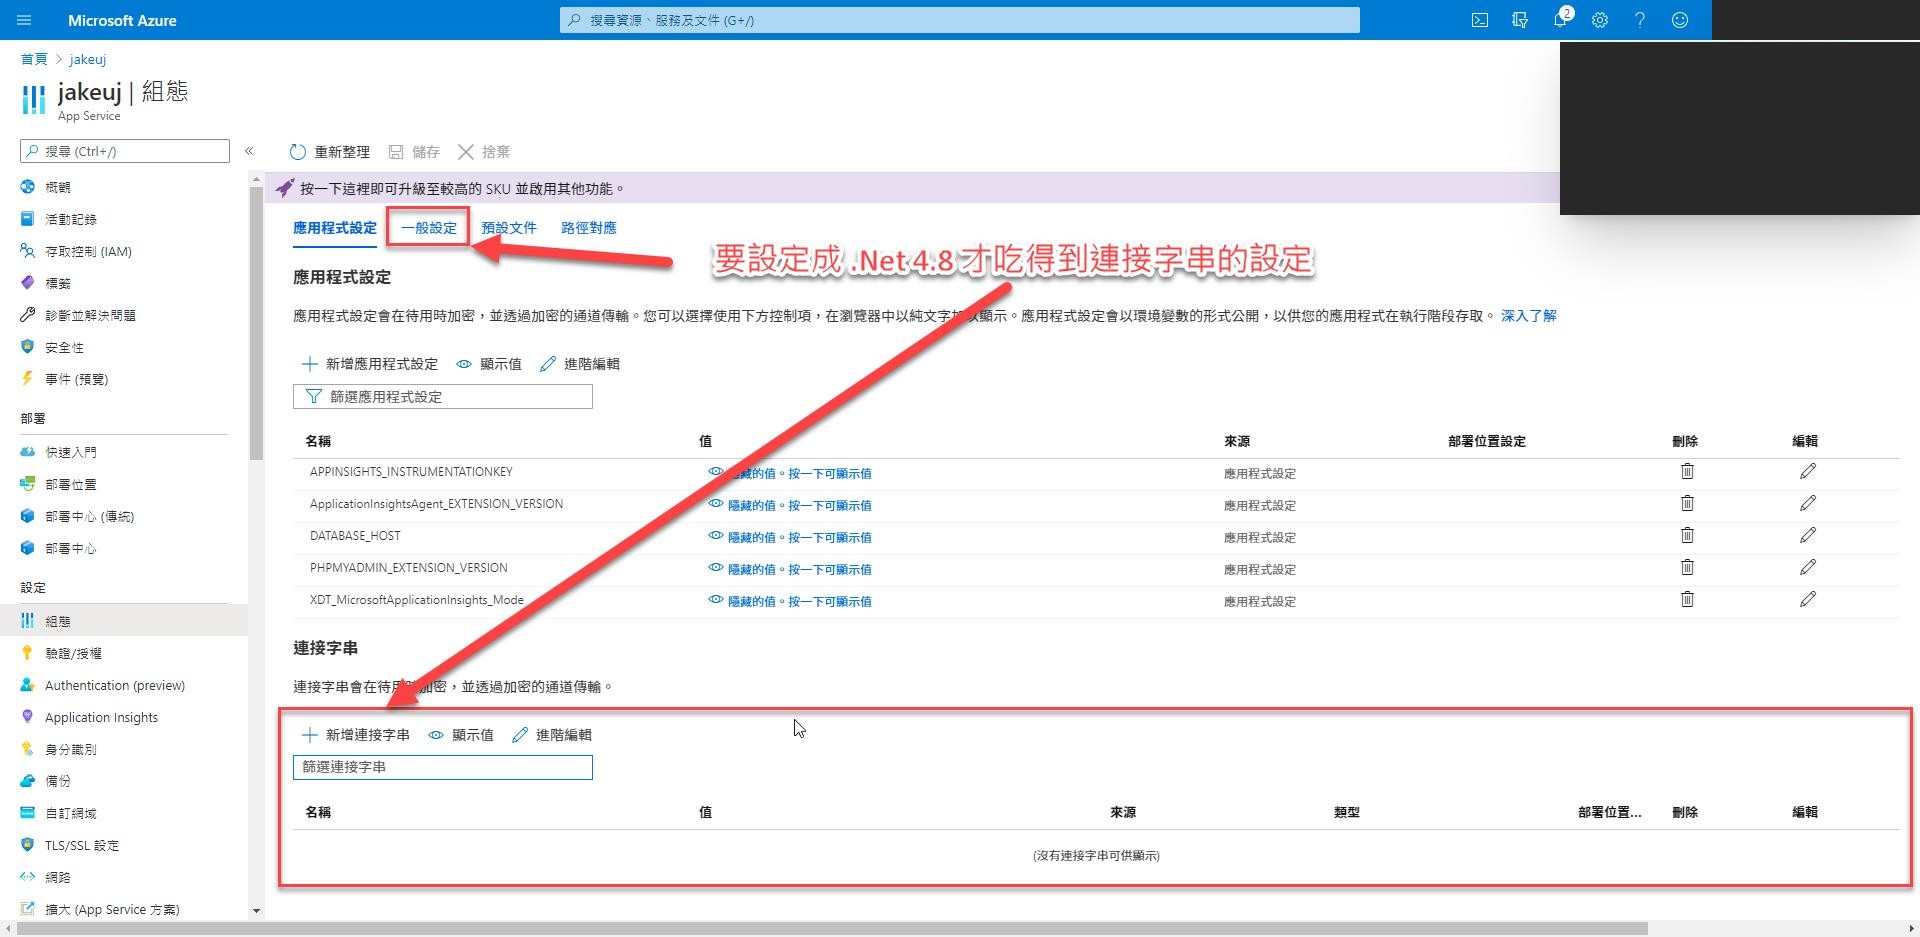 Microsoft Azure
搜尋資源、服務及文件 (G+/)
2
首頁 > jakeuj
jakeuj | 組態
App Service
搜尋 (Ctrl+/)
«
重新整理 儲存 捨棄
按一下這裡即可升級至較高的 SKU 並啟用其他功能。
應用程式設定 一般設定 預設文件 路徑對應
要設定成 .Net 4.8 才吃得到連接字串的設定
應用程式設定
應用程式設定會在待用時加密，並透過加密的通道傳輸。您可以選擇使用下方控制項，在瀏覽器中以純文字加以顯示。應用程式設定會以環境變數的形式公開，以供您的應用程式在執行階段存取。 深入了解
新增應用程式設定 顯示值 進階編輯
篩選應用程式設定
名稱 值 來源 部署位置設定 刪除 編輯
APPINSIGHTS_INSTRUMENTATIONKEY 隱藏的值。按一下可顯示值 應用程式設定
ApplicationInsightsAgent_EXTENSION_VERSION 隱藏的值。按一下可顯示值 應用程式設定
DATABASE_HOST 隱藏的值。按一下可顯示值 應用程式設定
PHPMYADMIN_EXTENSION_VERSION 隱藏的值。按一下可顯示值 應用程式設定
XDT_MicrosoftApplicationInsights_Mode 隱藏的值。按一下可顯示值 應用程式設定
連接字串
連接字串會在待用時加密，並透過加密的通道傳輸。
新增連接字串 顯示值 進階編輯
篩選連接字串
名稱 值 來源 類型 部署位置... 刪除 編輯
(沒有連接字串可供顯示)
概觀
活動記錄
存取控制 (IAM)
標籤
診斷並解決問題
安全性
事件 (預覽)
部署
快速入門
部署位置
部署中心 (傳統)
部署中心
設定
組態
驗證/授權
Authentication (preview)
Application Insights
身分識別
備份
自訂網域
TLS/SSL 設定
網路
擴大 (App Service 方案)